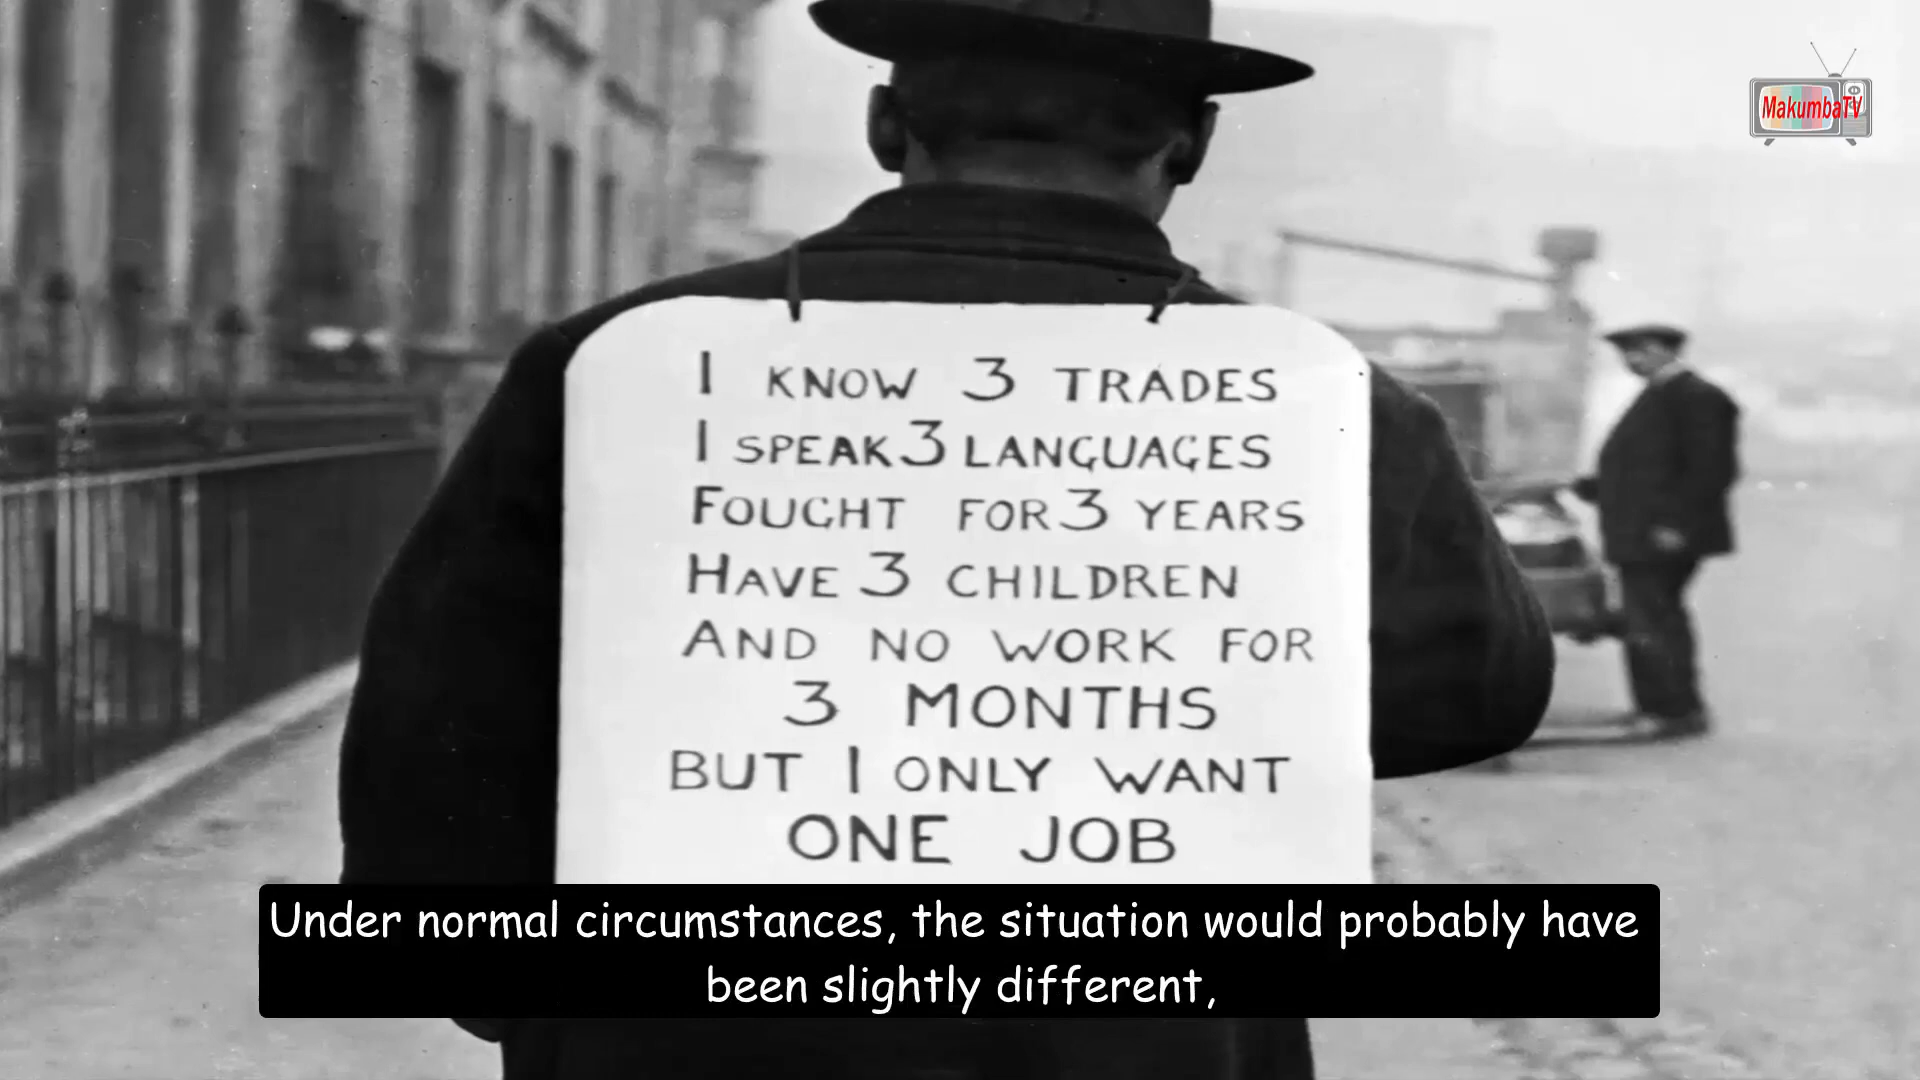 MakumbaTV
I KNOW 3 TRADES
I SPEAK 3 LANGUAGES
FOUGHT FOR 3 YEARS
HAVE 3 CHILDREN
AND NO WORK FOR
3 MONTHS
BUT I ONLY WANT
ONE JOB
Under normal circumstances, the situation would probably have
been slightly different,